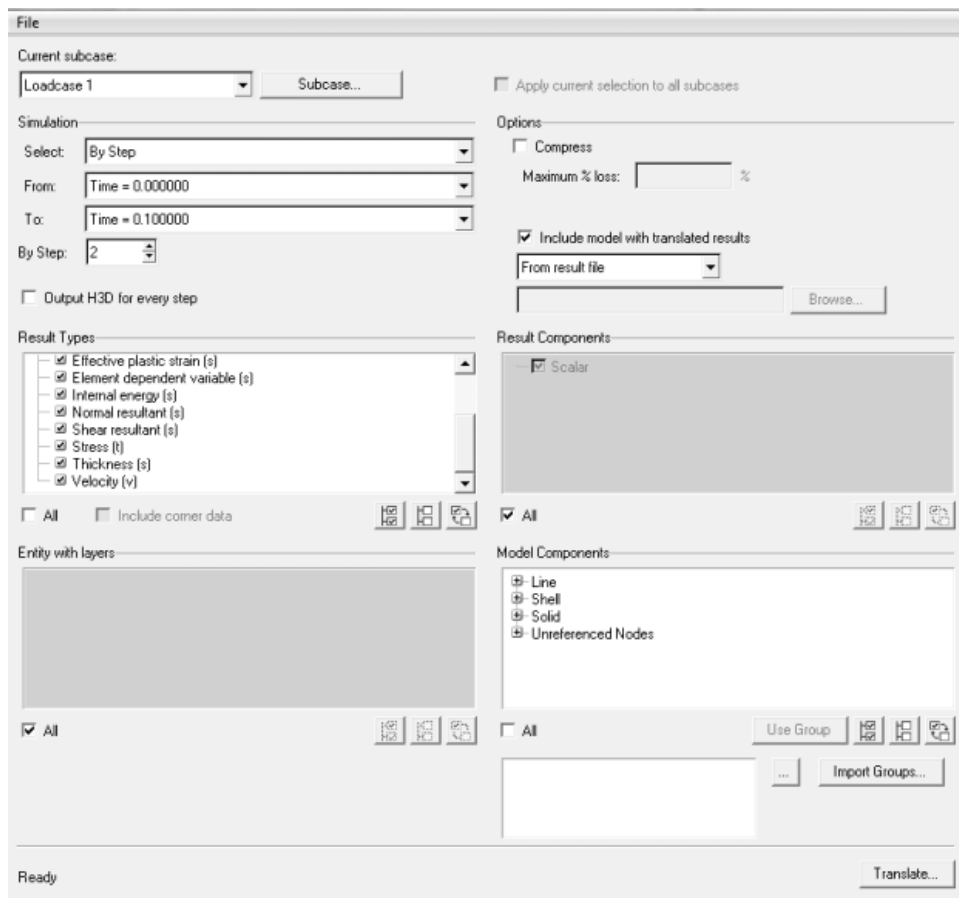 File
Current subcase:
Loadcase 1
Subcase...
Apply current selection to all subcases
Simulation
Select:
By Step
From:
Time = 0.000000
To:
Time = 0.100000
By Step:
2
Output H3D for every step
Options
Compress
Maximum % loss:
%
Include model with translated results
From result file
Browse...
Result Types
Effective plastic strain (s)
Element dependent variable (s)
Internal energy (s)
Normal resultant (s)
Shear resultant (s)
Stress (t)
Thickness (s)
Velocity (v)
All
Include corner data
Result Components
Scalar
All
Entity with layers
All
Model Components
Line
Shell
Solid
Unreferenced Nodes
All
Use Group
...
Import Groups...
Ready
Translate...